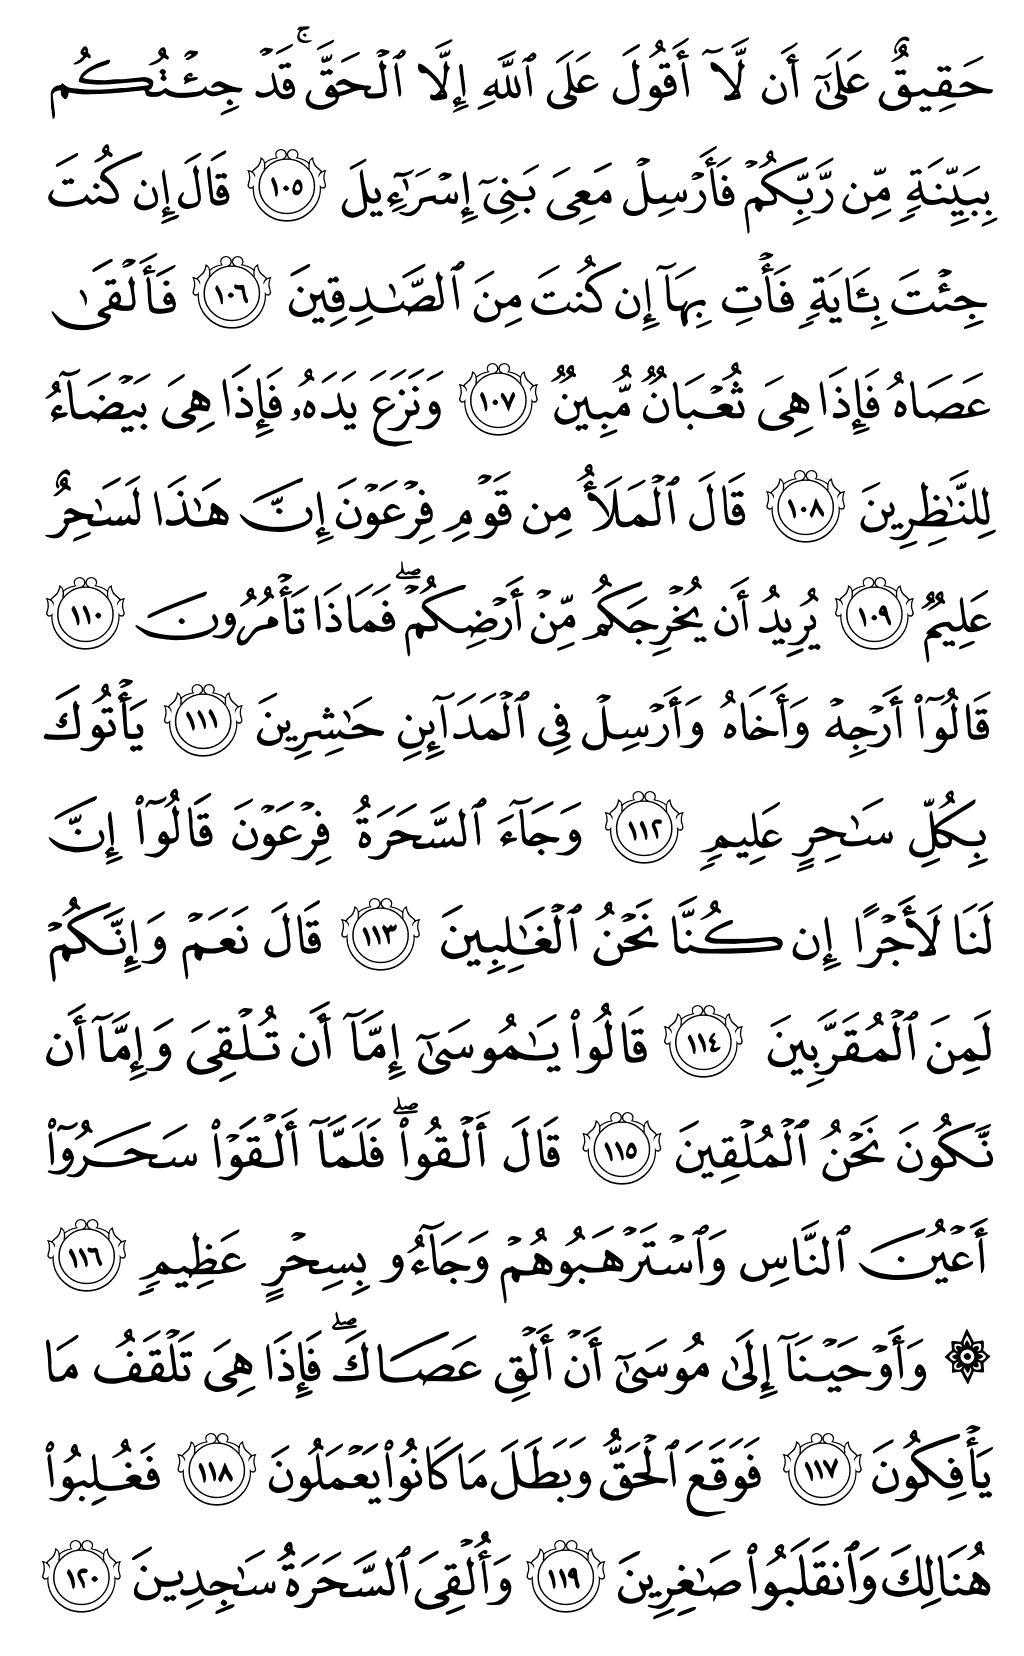 حَقِيقٌ عَلَىٰٓ أَن لَّآ أَقُولَ عَلَى ٱللَّهِ إِلَّا ٱلْحَقَّ ۚ قَدْ جِئْتُكُم
بِبَيِّنَةٍ مِّن رَّبِّكُمْ فَأَرْسِلْ مَعِىَ بَنِىٓ إِسْرَٰٓءِيلَ ١٠٥ قَالَ إِن كُنتَ
جِئْتَ بِـَٔايَةٍ فَأْتِ بِهَآ إِن كُنتَ مِنَ ٱلصَّـٰدِقِينَ ١٠٦ فَأَلْقَىٰ
عَصَاهُ فَإِذَا هِىَ ثُعْبَانٌ مُّبِينٌ ١٠٧ وَنَزَعَ يَدَهُۥ فَإِذَا هِىَ بَيْضَآءُ
لِلنَّـٰظِرِينَ ١٠٨ قَالَ ٱلْمَلَأُ مِن قَوْمِ فِرْعَوْنَ إِنَّ هَـٰذَا لَسَـٰحِرٌ
عَلِيمٌ ١٠٩ يُرِيدُ أَن يُخْرِجَكُم مِّنْ أَرْضِكُمْ ۖ فَمَاذَا تَأْمُرُونَ ١١٠
قَالُوٓا۟ أَرْجِهْ وَأَخَاهُ وَأَرْسِلْ فِى ٱلْمَدَآئِنِ حَـٰشِرِينَ ١١١ يَأْتُوكَ
بِكُلِّ سَـٰحِرٍ عَلِيمٍ ١١٢ وَجَآءَ ٱلسَّحَرَةُ فِرْعَوْنَ قَالُوٓا۟ إِنَّ
لَنَا لَأَجْرًا إِن كُنَّا نَحْنُ ٱلْغَـٰلِبِينَ ١١٣ قَالَ نَعَمْ وَإِنَّكُمْ
لَمِنَ ٱلْمُقَرَّبِينَ ١١٤ قَالُوا۟ يَـٰمُوسَىٰٓ إِمَّآ أَن تُلْقِىَ وَإِمَّآ أَن
نَّكُونَ نَحْنُ ٱلْمُلْقِينَ ١١٥ قَالَ أَلْقُوا۟ ۖ فَلَمَّآ أَلْقَوْا۟ سَحَرُوٓا۟
أَعْيُنَ ٱلنَّاسِ وَٱسْتَرْهَبُوهُمْ وَجَآءُو بِسِحْرٍ عَظِيمٍ ١١٦
۞ وَأَوْحَيْنَآ إِلَىٰ مُوسَىٰٓ أَنْ أَلْقِ عَصَاكَ ۖ فَإِذَا هِىَ تَلْقَفُ مَا
يَأْفِكُونَ ١١٧ فَوَقَعَ ٱلْحَقُّ وَبَطَلَ مَا كَانُوا۟ يَعْمَلُونَ ١١٨ فَغُلِبُوا۟
هُنَالِكَ وَٱنقَلَبُوا۟ صَـٰغِرِينَ ١١٩ وَأُلْقِىَ ٱلسَّحَرَةُ سَـٰجِدِينَ ١٢٠